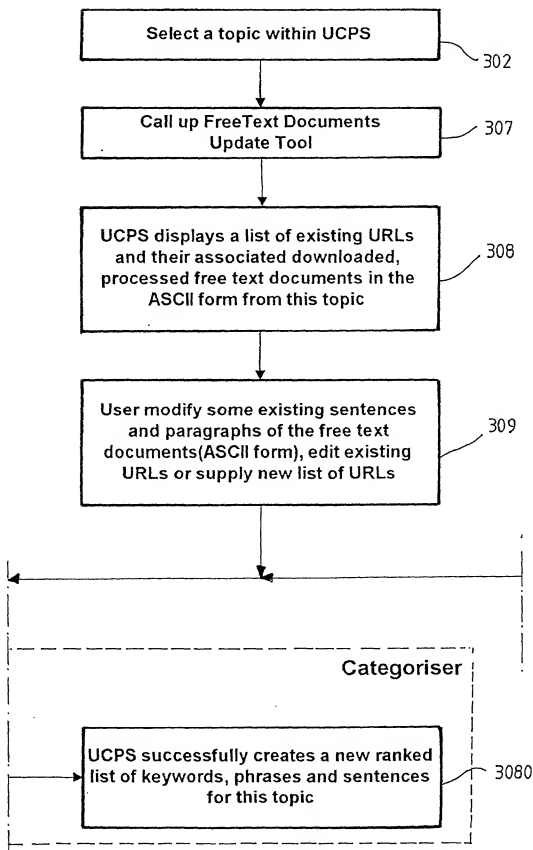 Select a topic within UCPS
302
Call up FreeText Documents
Update Tool
307
UCPS displays a list of existing URLs
and their associated downloaded,
processed free text documents in the
ASCII form from this topic
308
User modify some existing sentences
and paragraphs of the free text
documents(ASCII form), edit existing
URLs or supply new list of URLs
309
Categoriser
UCPS successfully creates a new ranked
list of keywords, phrases and sentences
for this topic
3080